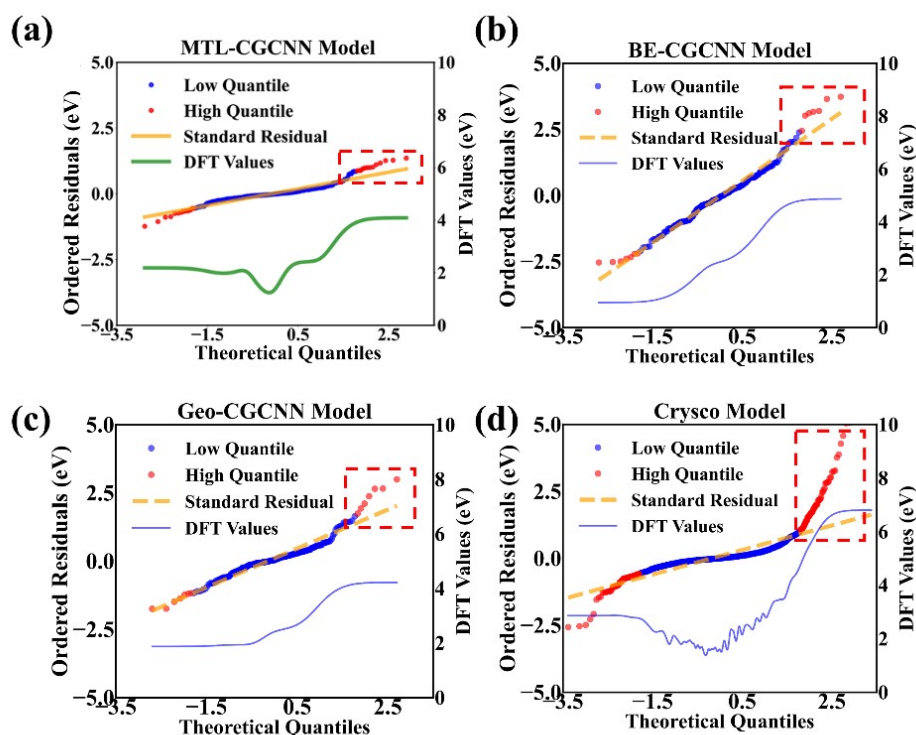 (a)
MTL-CGCNN Model
Low Quantile
High Quantile
Standard Residual
DFT Values
5.0
2.5
0.0
−2.5
−5.0
Ordered Residuals (eV)
10
8
6
4
2
0
DFT Values (eV)
−3.5
−1.5
0.5
2.5
Theoretical Quantiles
(b)
BE-CGCNN Model
Low Quantile
High Quantile
Standard Residual
DFT Values
5.0
2.5
0.0
−2.5
−5.0
Ordered Residuals (eV)
10
8
6
4
2
0
DFT Values (eV)
−3.5
−1.5
0.5
2.5
Theoretical Quantiles
(c)
Geo-CGCNN Model
Low Quantile
High Quantile
Standard Residual
DFT Values
5.0
2.5
0.0
−2.5
−5.0
Ordered Residuals (eV)
10
8
6
4
2
0
DFT Values (eV)
−3.5
−1.5
0.5
2.5
Theoretical Quantiles
(d)
Crysco Model
Low Quantile
High Quantile
Standard Residual
DFT Values
5.0
2.5
0.0
−2.5
−5.0
Ordered Residuals (eV)
10
8
6
4
2
0
DFT Values (eV)
−3.5
−1.5
0.5
2.5
Theoretical Quantiles